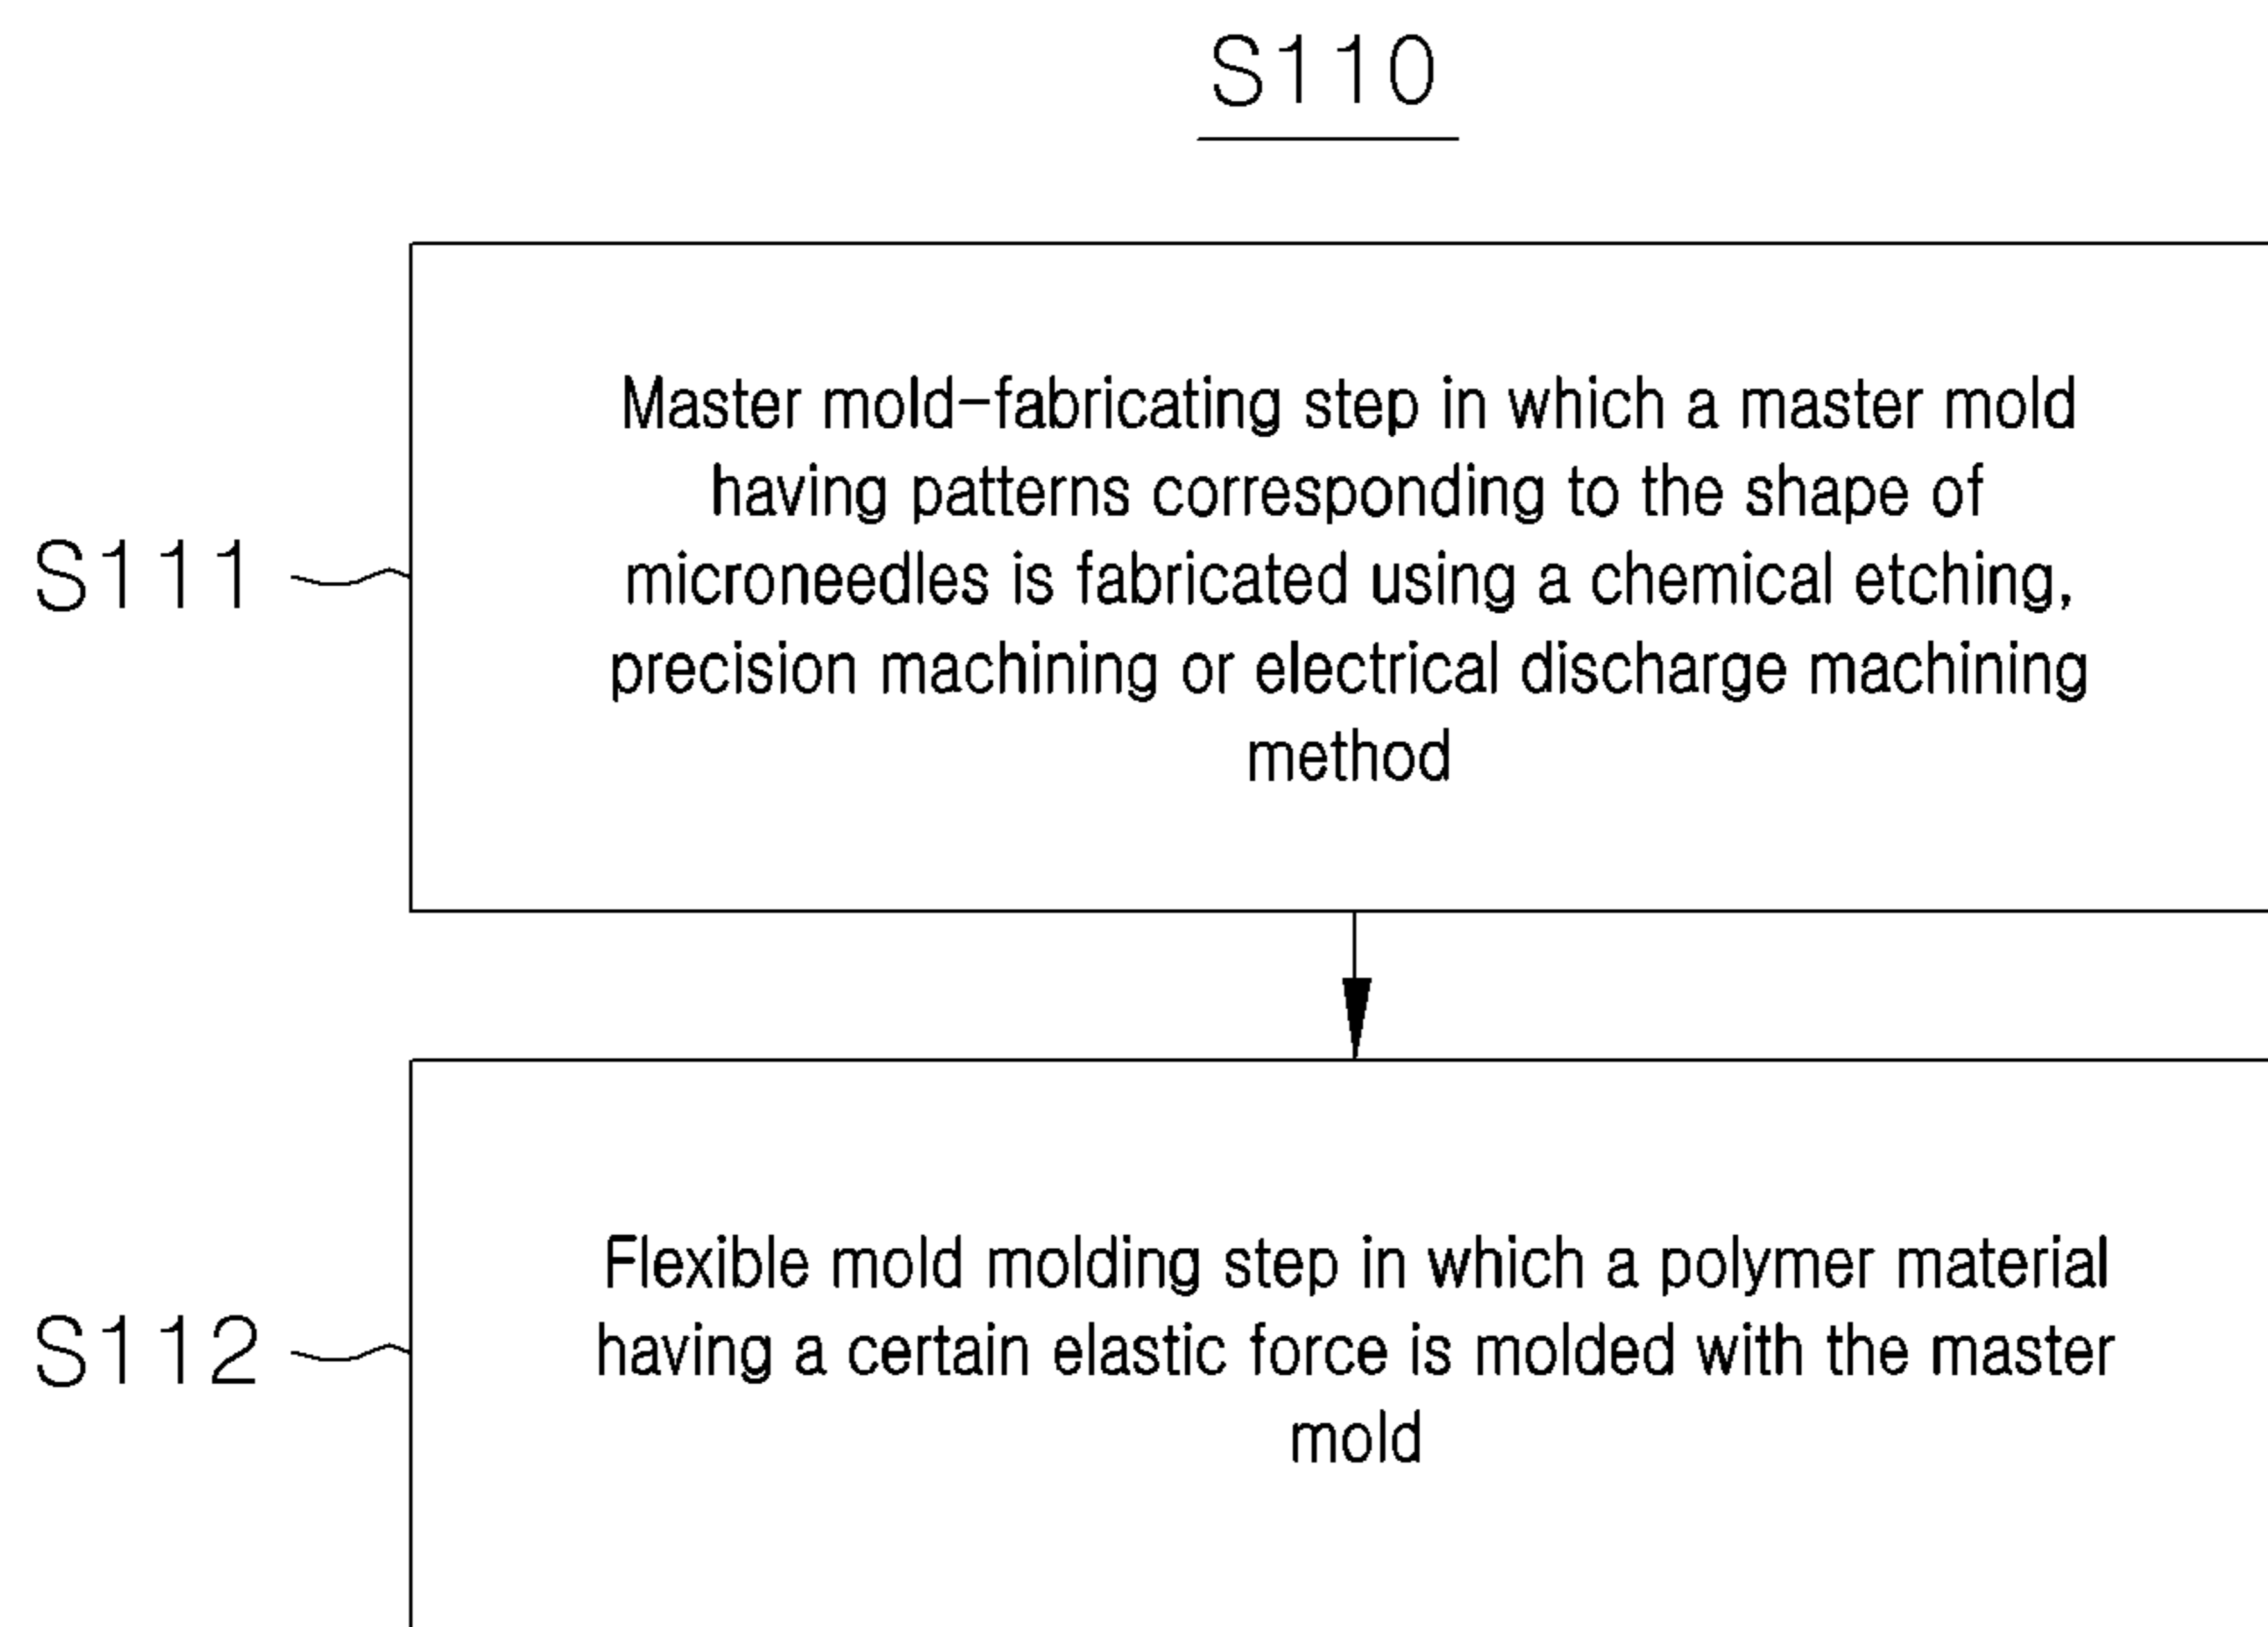 S110
Master mold-fabricating step in which a master mold
having patterns corresponding to the shape of
S111
microneedles is fabricated using a chemical etching,
precision machining or electrical discharge machining
method
Flexible mold molding step in which a polymer material
S112
having a certain elastic force is molded with the master
mold